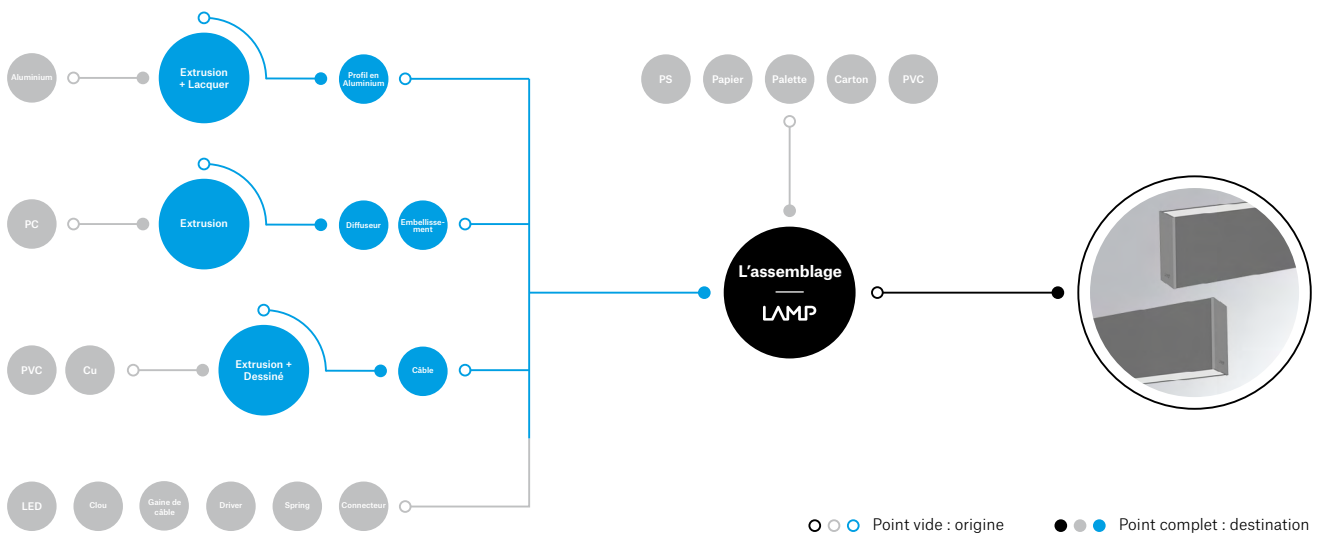 Aluminium
Extrusion
+ Lacquer
Profil en
Aluminium
PS
Papier
Palette
Carton
PVC
PC
Extrusion
Diffuseur
Embellisse-
ment
L'assemblage
LAMP
PVC
Cu
Extrusion +
Dessiné
Câble
LED
Clou
Gaine de
câble
Driver
Spring
Connecteur
Point vide : origine
Point complet : destination